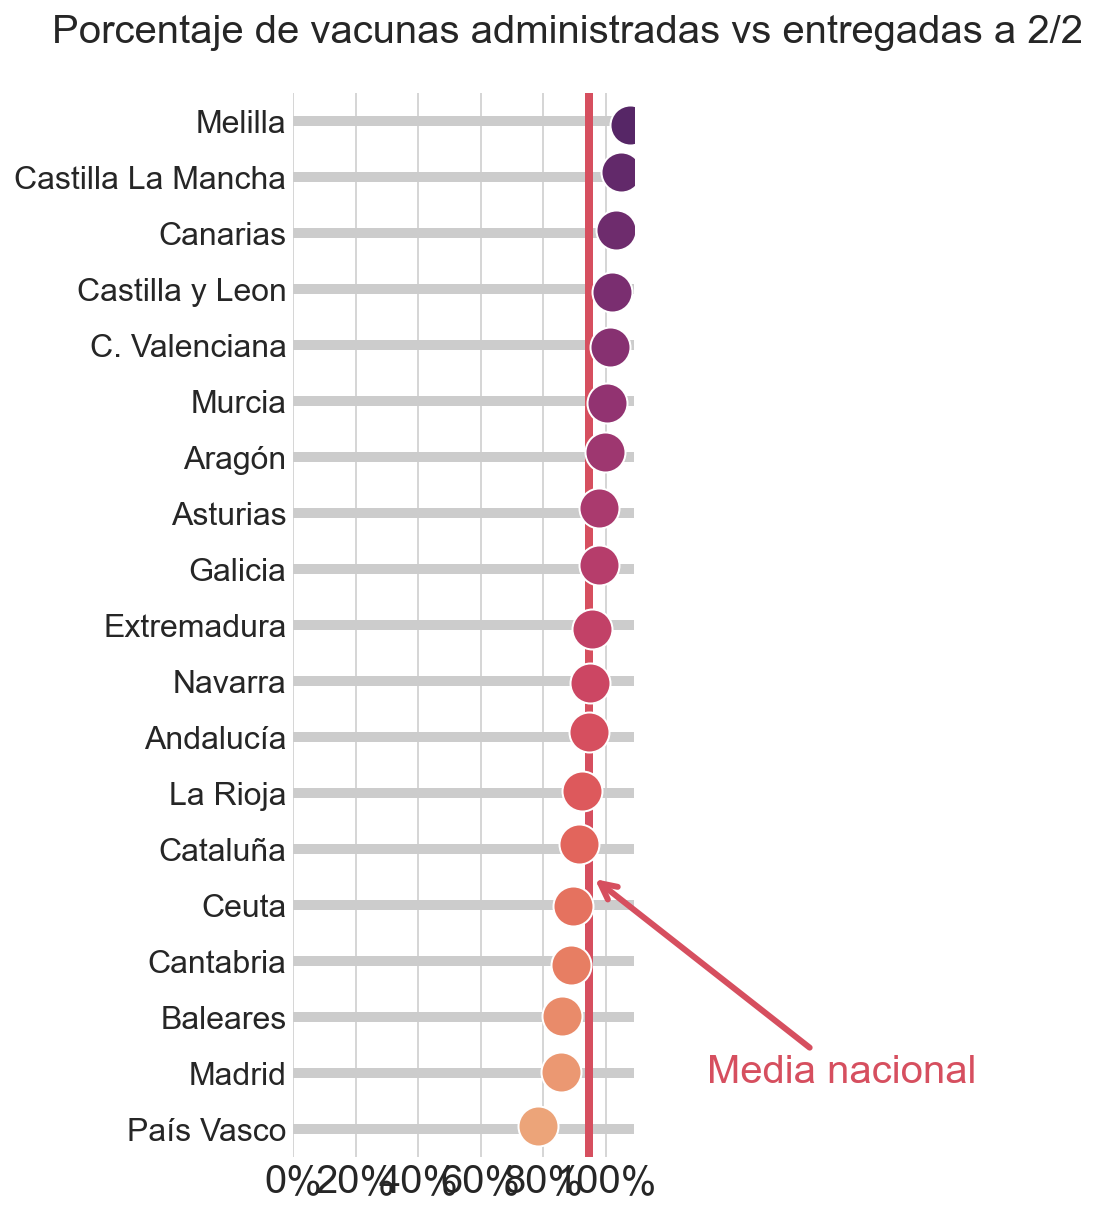 Porcentaje de vacunas administradas vs entregadas a 2/2
Melilla
Castilla La Mancha
Canarias
Castilla y Leon
C. Valenciana
Murcia
Aragón
Asturias
Galicia
Extremadura
Navarra
Andalucía
La Rioja
Cataluña
Ceuta
Cantabria
Baleares
Madrid
País Vasco
Media nacional
0% 20% 40% 60% 80% 100%